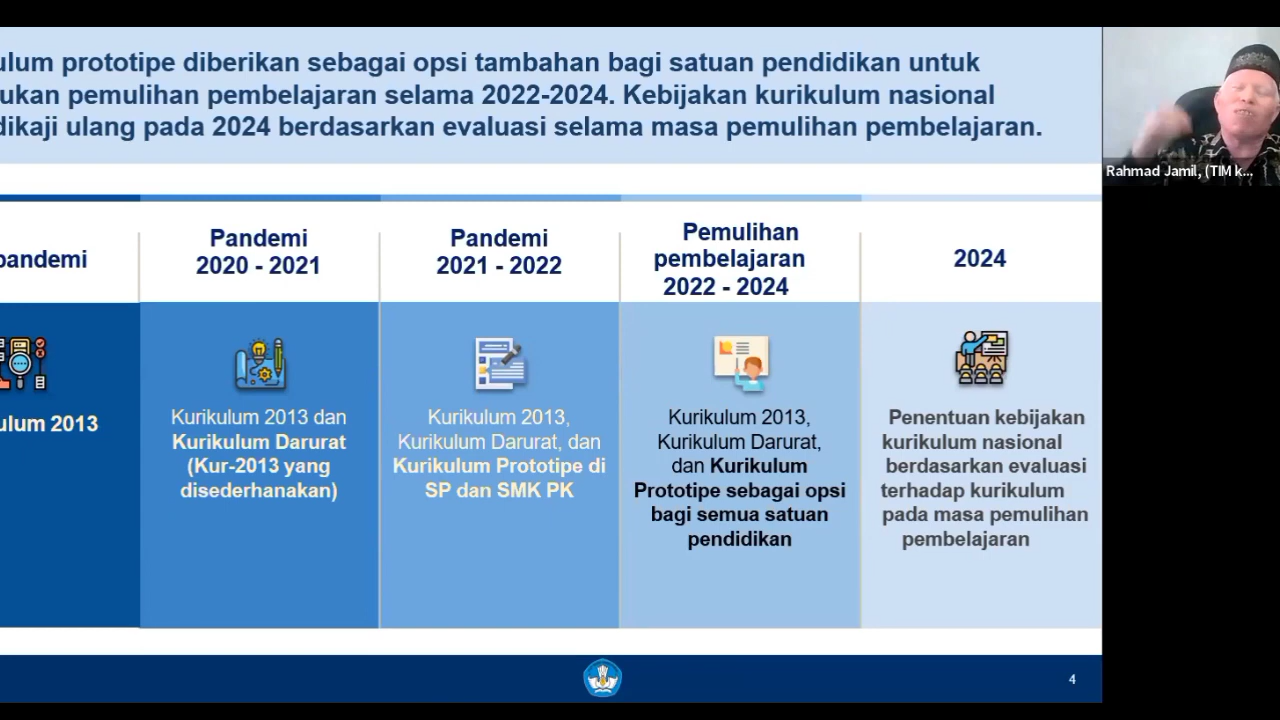 ulum prototipe diberikan sebagai opsi tambahan bagi satuan pendidikan untuk
ukan pemulihan pembelajaran selama 2022-2024. Kebijakan kurikulum nasional
dikaji ulang pada 2024 berdasarkan evaluasi selama masa pemulihan pembelajaran.
Rahmad Jamil, (TIM k...
pandemi
Pandemi
2020 - 2021
Pandemi
2021 - 2022
Pemulihan
pembelajaran
2022 - 2024
2024
ulum 2013
Kurikulum 2013 dan
Kurikulum Darurat
(Kur-2013 yang
disederhanakan)
Kurikulum 2013,
Kurikulum Darurat, dan
Kurikulum Prototipe di
SP dan SMK PK
Kurikulum 2013,
Kurikulum Darurat,
dan Kurikulum
Prototipe sebagai opsi
bagi semua satuan
pendidikan
Penentuan kebijakan
kurikulum nasional
berdasarkan evaluasi
terhadap kurikulum
pada masa pemulihan
pembelajaran
4